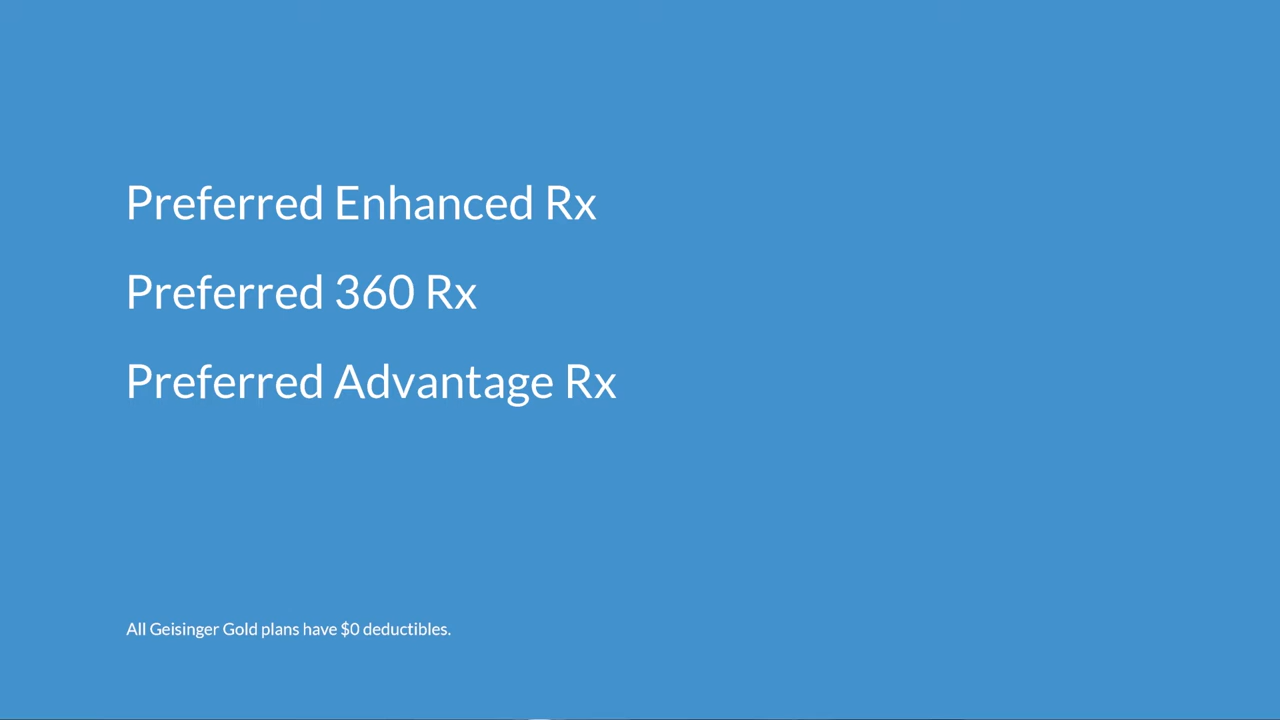 Preferred Enhanced Rx
Preferred 360 Rx
Preferred Advantage Rx
All Geisinger Gold plans have $0 deductibles.